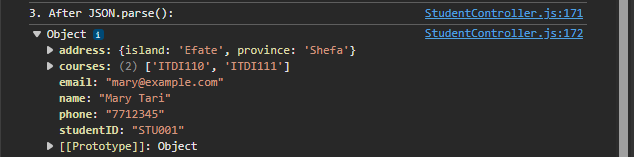 3. After JSON.parse(): StudentController.js:171
Object i StudentController.js:172
address: {island: 'Efate', province: 'Shefa'}
courses: (2) ['ITDI110', 'ITDI111']
email: "mary@example.com"
name: "Mary Tari"
phone: "7712345"
studentID: "STU001"
[[Prototype]]: Object